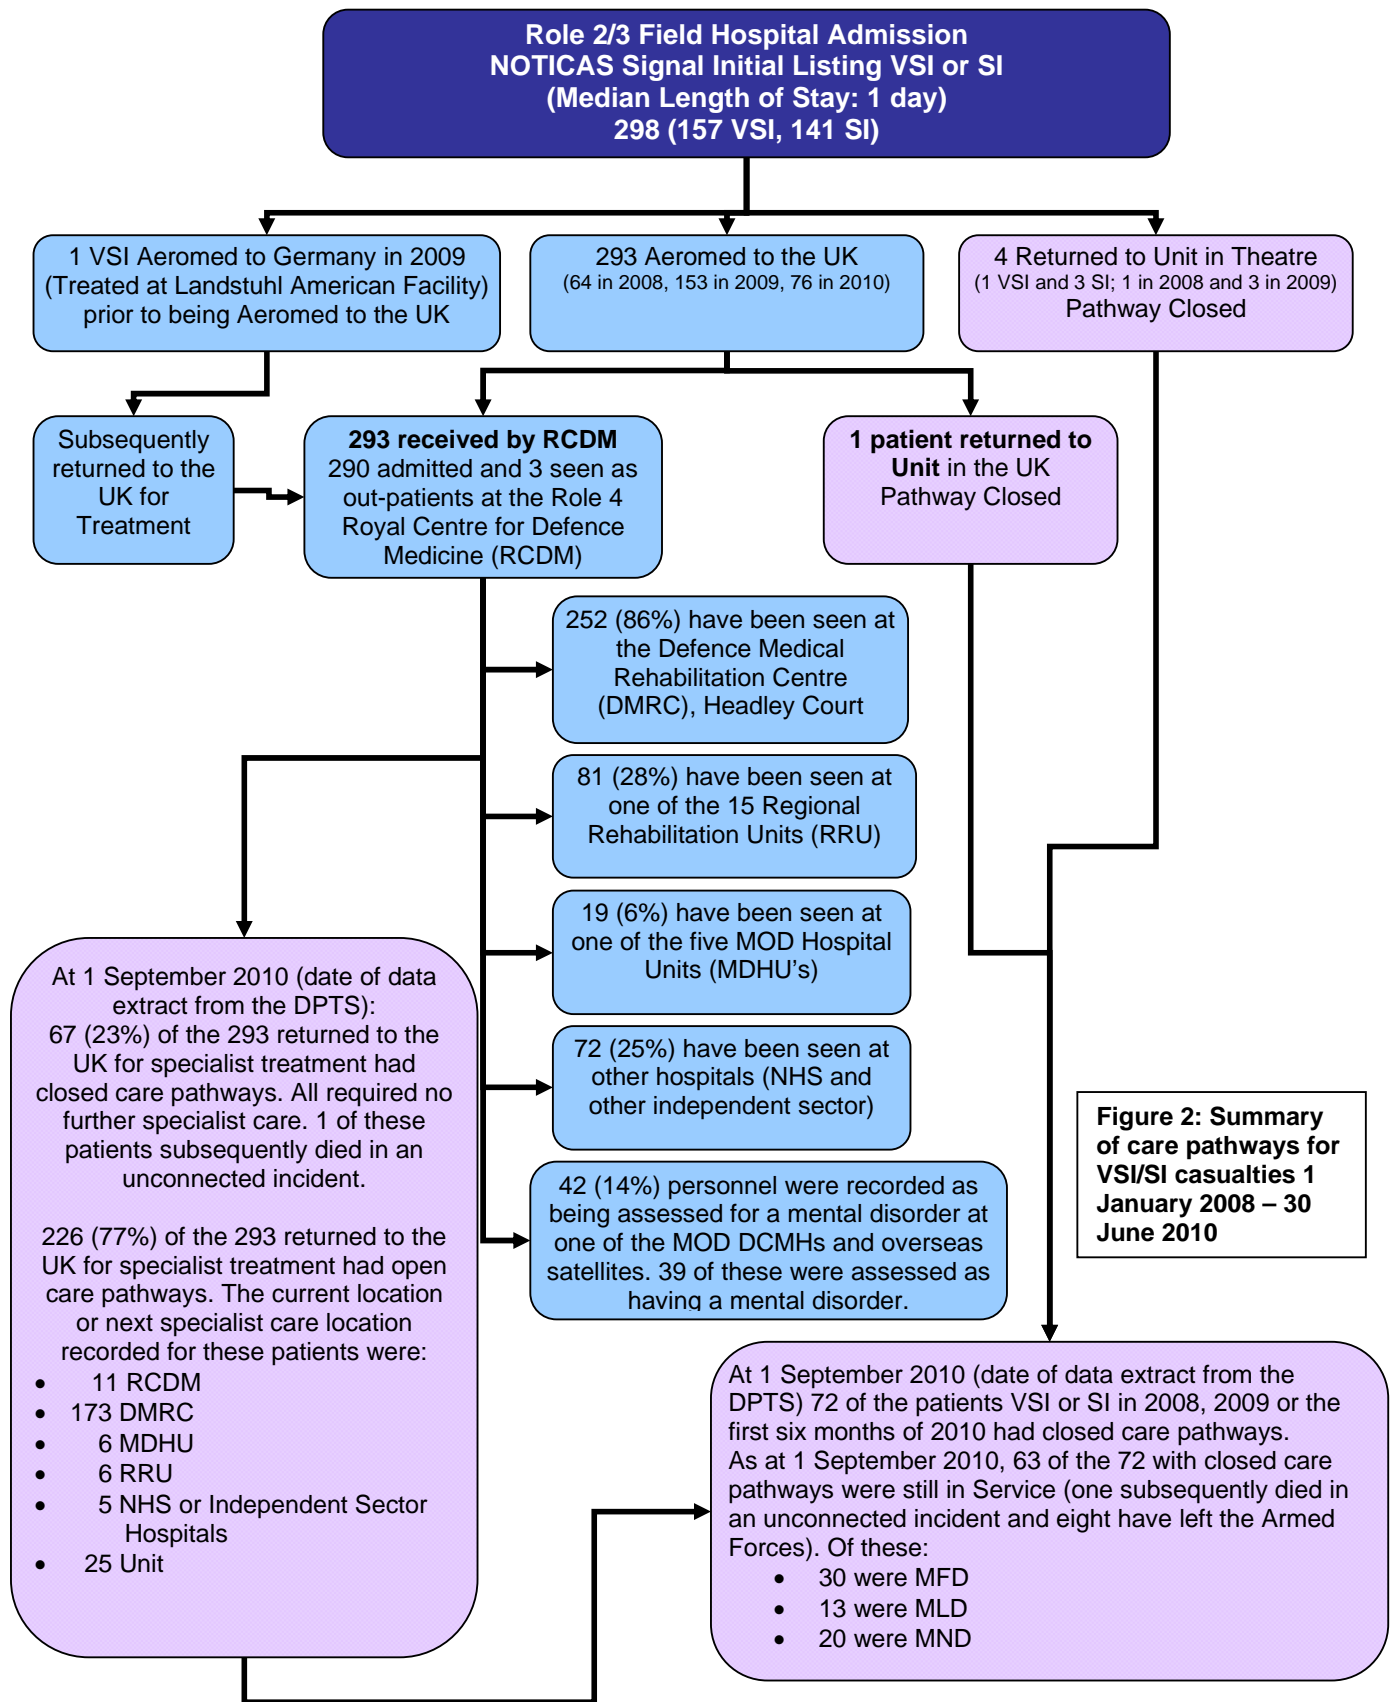 Role 2/3 Field Hospital Admission
NOTICAS Signal Initial Listing VSI or SI
(Median Length of Stay: 1 day)
298 (157 VSI, 141 SI)
1 VSI Aeromed to Germany in 2009
(Treated at Landstuhl American Facility)
prior to being Aeromed to the UK
293 Aeromed to the UK
(64 in 2008, 153 in 2009, 76 in 2010)
4 Returned to Unit in Theatre
(1 VSI and 3 SI; 1 in 2008 and 3 in 2009)
Pathway Closed
Subsequently
returned to the
UK for
Treatment
293 received by RCDM
290 admitted and 3 seen as
out-patients at the Role 4
Royal Centre for Defence
Medicine (RCDM)
1 patient returned to
Unit in the UK
Pathway Closed
252 (86%) have been seen at
the Defence Medical
Rehabilitation Centre
(DMRC), Headley Court
81 (28%) have been seen at
one of the 15 Regional
Rehabilitation Units (RRU)
19 (6%) have been seen at
one of the five MOD Hospital
Units (MDHU's)
72 (25%) have been seen at
other hospitals (NHS and
other independent sector)
42 (14%) personnel were recorded as
being assessed for a mental disorder at
one of the MOD DCMHs and overseas
satellites. 39 of these were assessed as
having a mental disorder.
At 1 September 2010 (date of data
extract from the DPTS):
67 (23%) of the 293 returned to the
UK for specialist treatment had
closed care pathways. All required no
further specialist care. 1 of these
patients subsequently died in an
unconnected incident.
226 (77%) of the 293 returned to the
UK for specialist treatment had open
care pathways. The current location
or next specialist care location
recorded for these patients were:
• 11 RCDM
• 173 DMRC
• 6 MDHU
• 6 RRU
• 5 NHS or Independent Sector
Hospitals
• 25 Unit
Figure 2: Summary
of care pathways for
VSI/SI casualties 1
January 2008 – 30
June 2010
At 1 September 2010 (date of data extract from the
DPTS) 72 of the patients VSI or SI in 2008, 2009 or the
first six months of 2010 had closed care pathways.
As at 1 September 2010, 63 of the 72 with closed care
pathways were still in Service (one subsequently died in
an unconnected incident and eight have left the Armed
Forces). Of these:
• 30 were MFD
• 13 were MLD
• 20 were MND